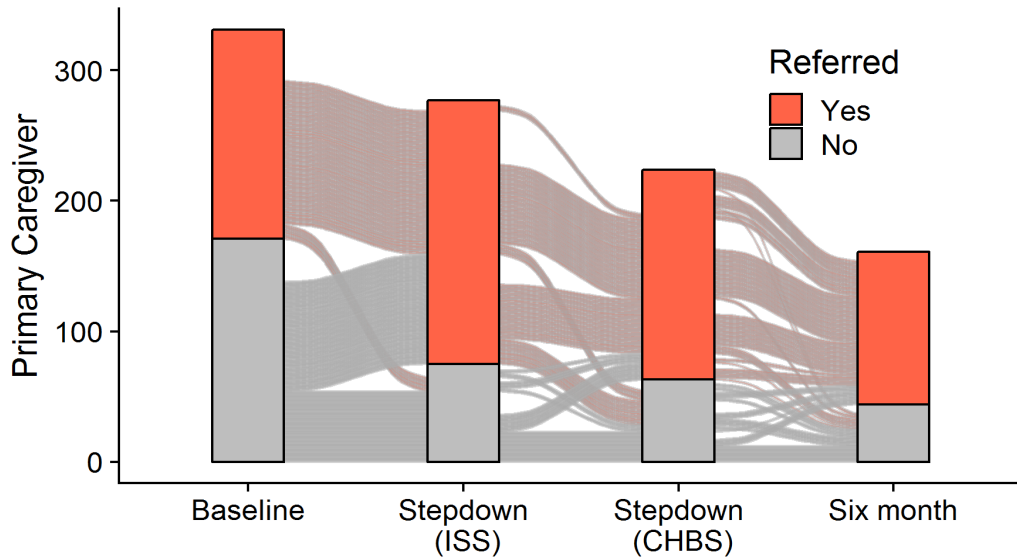 Primary Caregiver
300
200
100
0
Referred
Yes
No
Baseline
Stepdown
(ISS)
Stepdown
(CHBS)
Six month